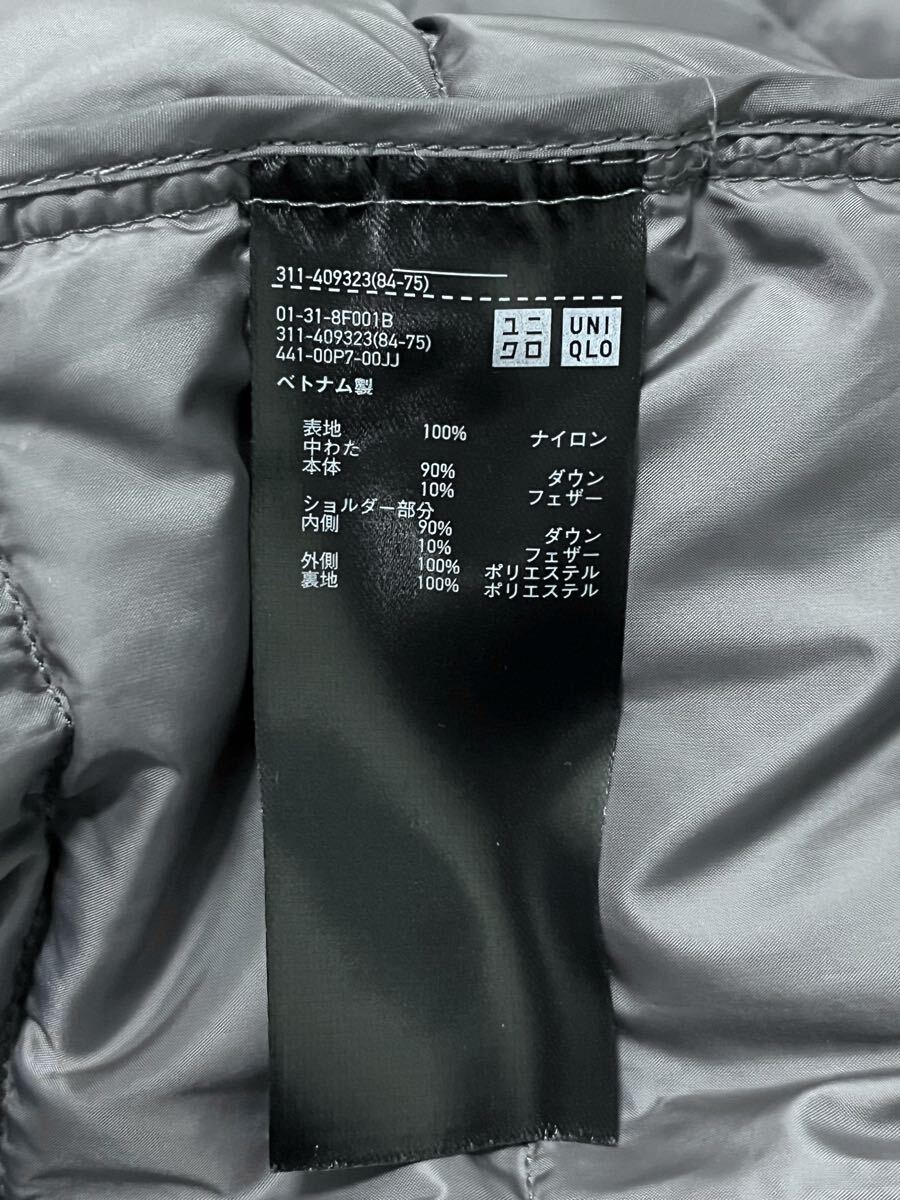 311-409323(84-75)
01-31-8F001B
311-409323(84-75)
441-00P7-00JJ
ユニ
クロ
UNI
QLO
ベトナム製
表地 100% ナイロン
中わた
本体 90% ダウン
10% フェザー
ショルダー部分
内側 90% ダウン
10% フェザー
外側 100% ポリエステル
裏地 100% ポリエステル